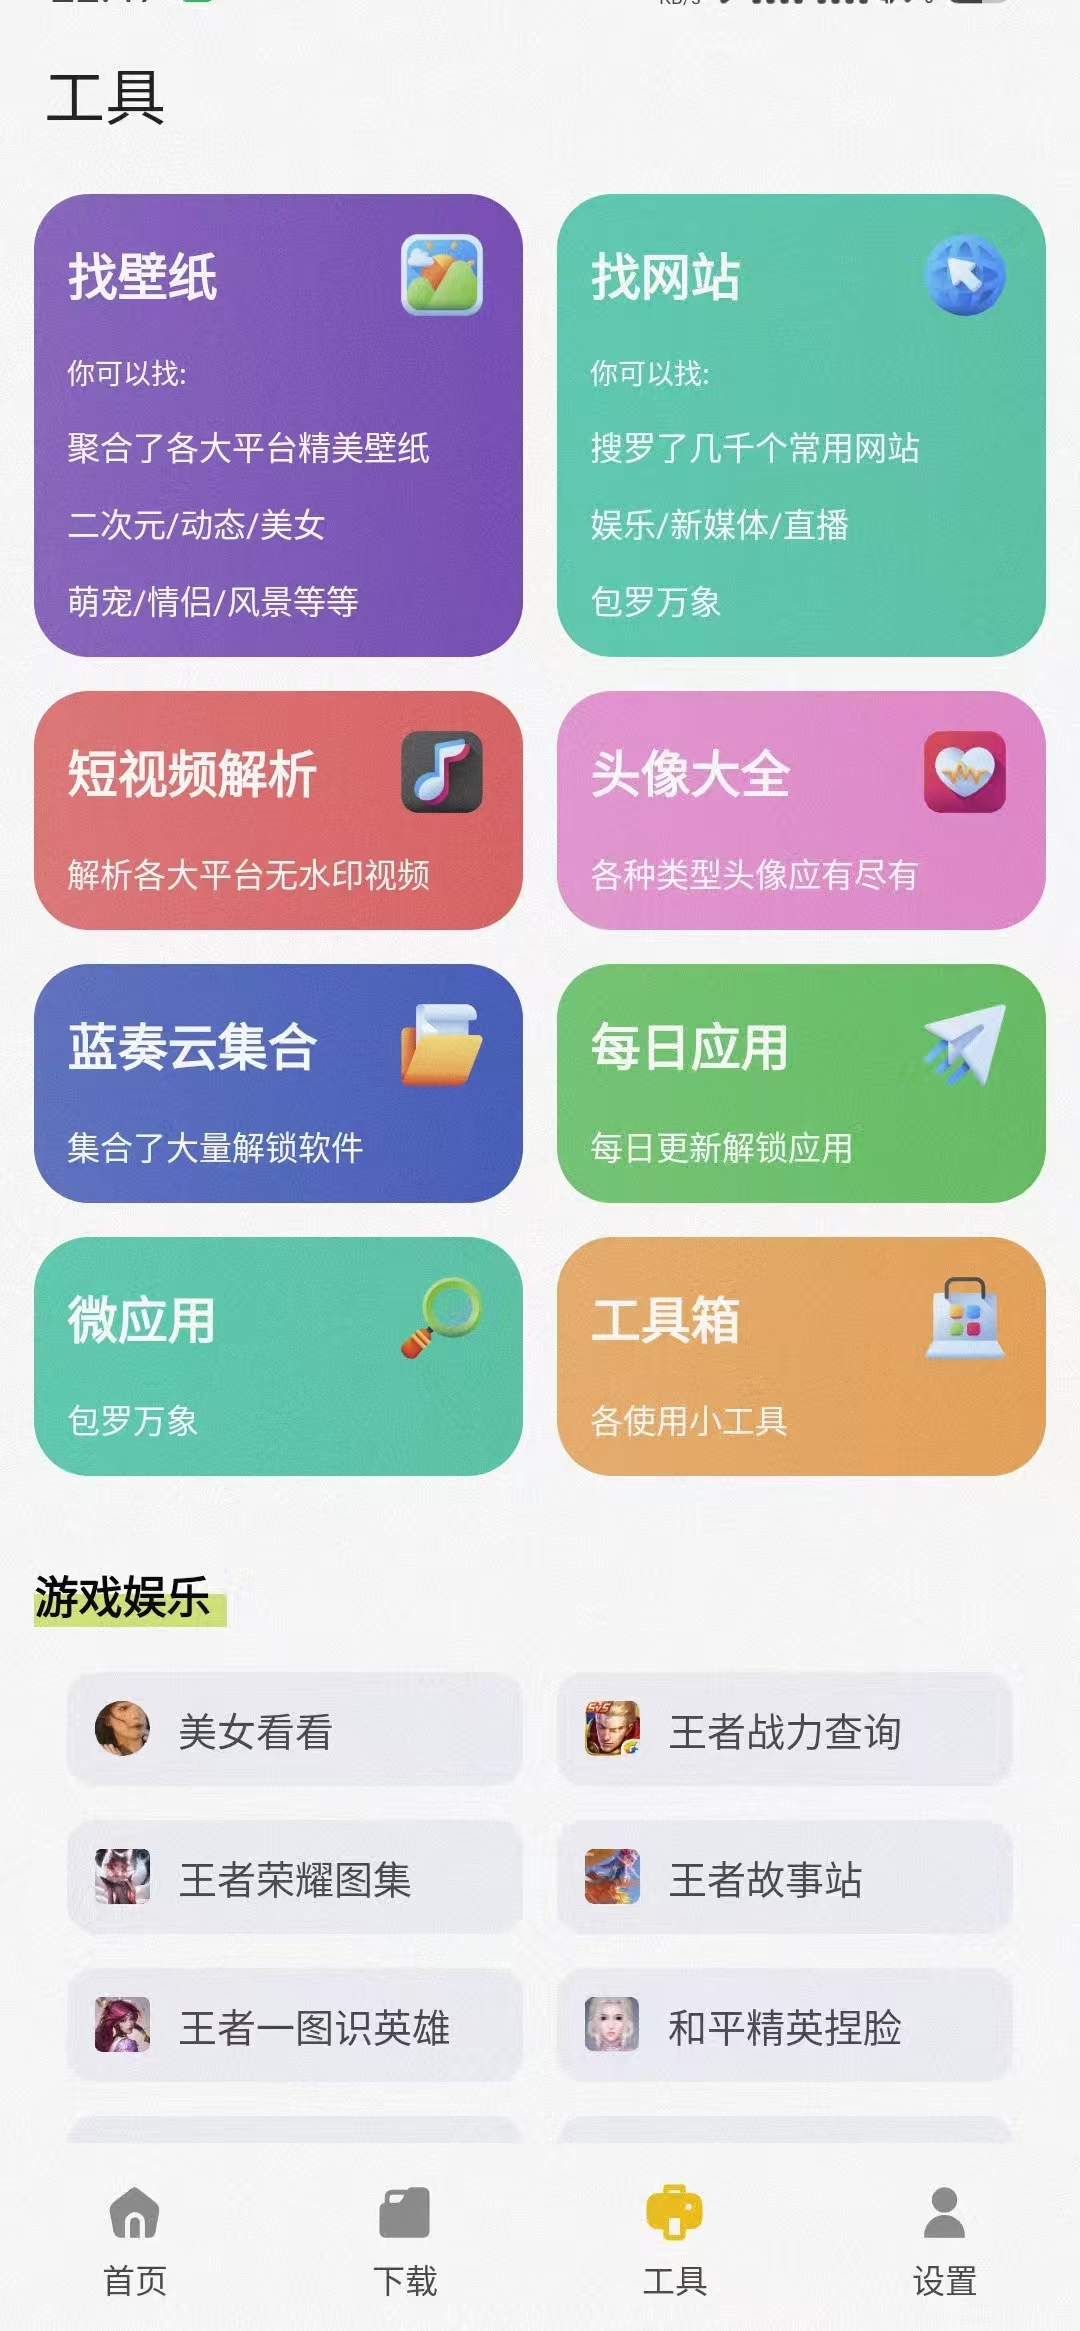 KB/s
工具
找壁纸
你可以找:
聚合了各大平台精美壁纸
二次元/动态/美女
萌宠/情侣/风景等等
找网站
你可以找:
搜罗了几千个常用网站
娱乐/新媒体/直播
包罗万象
短视频解析
解析各大平台无水印视频
头像大全
各种类型头像应有尽有
蓝奏云集合
集合了大量解锁软件
每日应用
每日更新解锁应用
微应用
包罗万象
工具箱
各使用小工具
游戏娱乐
美女看看
王者战力查询
王者荣耀图集
王者故事站
王者一图识英雄
和平精英捏脸
首页
下载
工具
设置